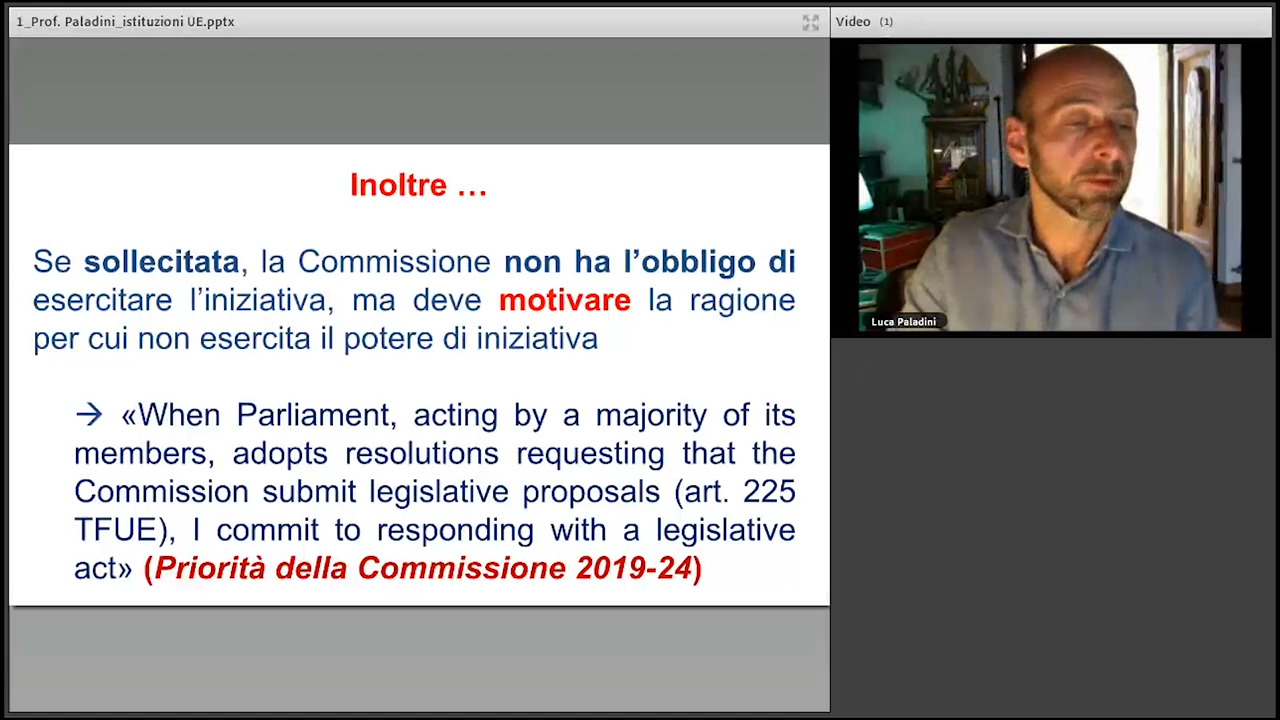 1_Prof. Paladini_istituzioni UE.pptx
Video (1)
Inoltre …
Se sollecitata, la Commissione non ha l’obbligo di
esercitare l’iniziativa, ma deve motivare la ragione
per cui non esercita il potere di iniziativa
→ «When Parliament, acting by a majority of its
members, adopts resolutions requesting that the
Commission submit legislative proposals (art. 225
TFUE), I commit to responding with a legislative
act» (Priorità della Commissione 2019-24)
Luca Paladini